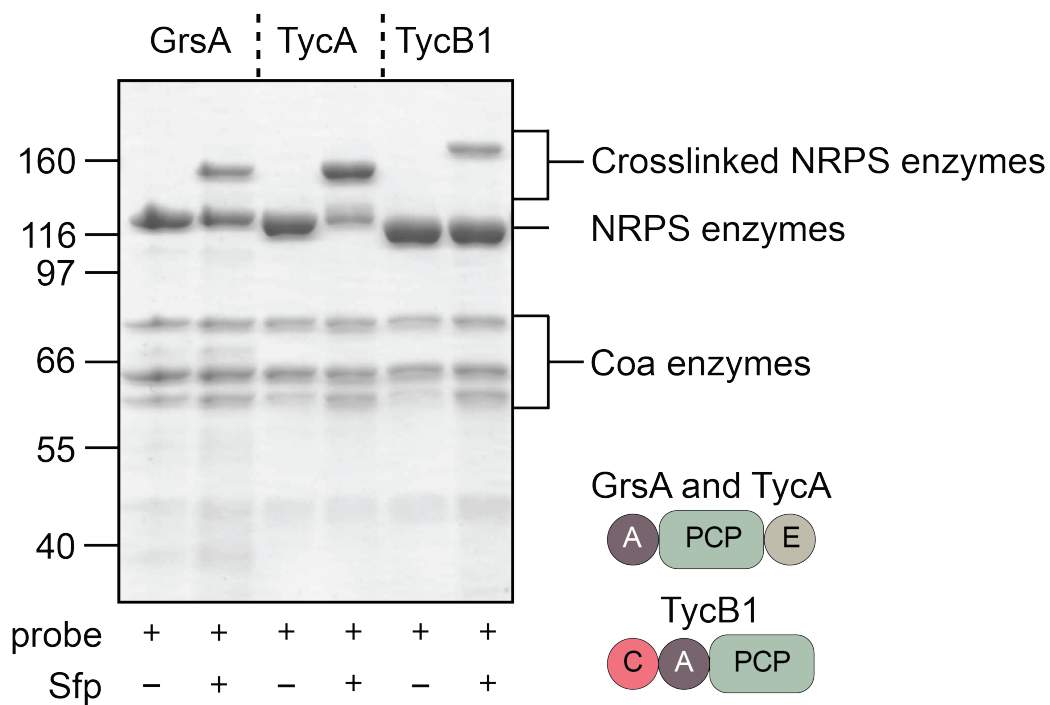 GrsA TycA TycB1
160
116
97
66
55
40
Crosslinked NRPS enzymes
NRPS enzymes
Coa enzymes
GrsA and TycA
A PCP E
TycB1
C A PCP
probe + + + + + +
Sfp – + – + – +